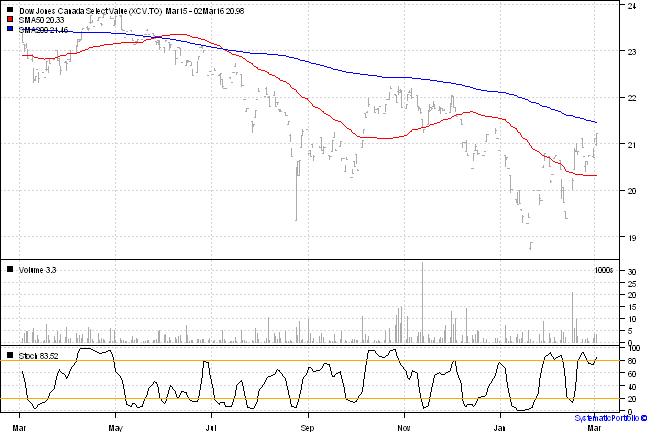 Dow Jones Canada Select Value (XCV.TO) Mar15 - 02Mar16 20.98
SMA50 20.33
SMA200 21.46
24
23
22
21
20
19
Volume 3.3
1000s
30
25
20
15
10
5
0
Stoch 83.52
100
80
60
40
20
0
Mar May Jul Sep Nov Jan Mar
SystematicPortfolio ©